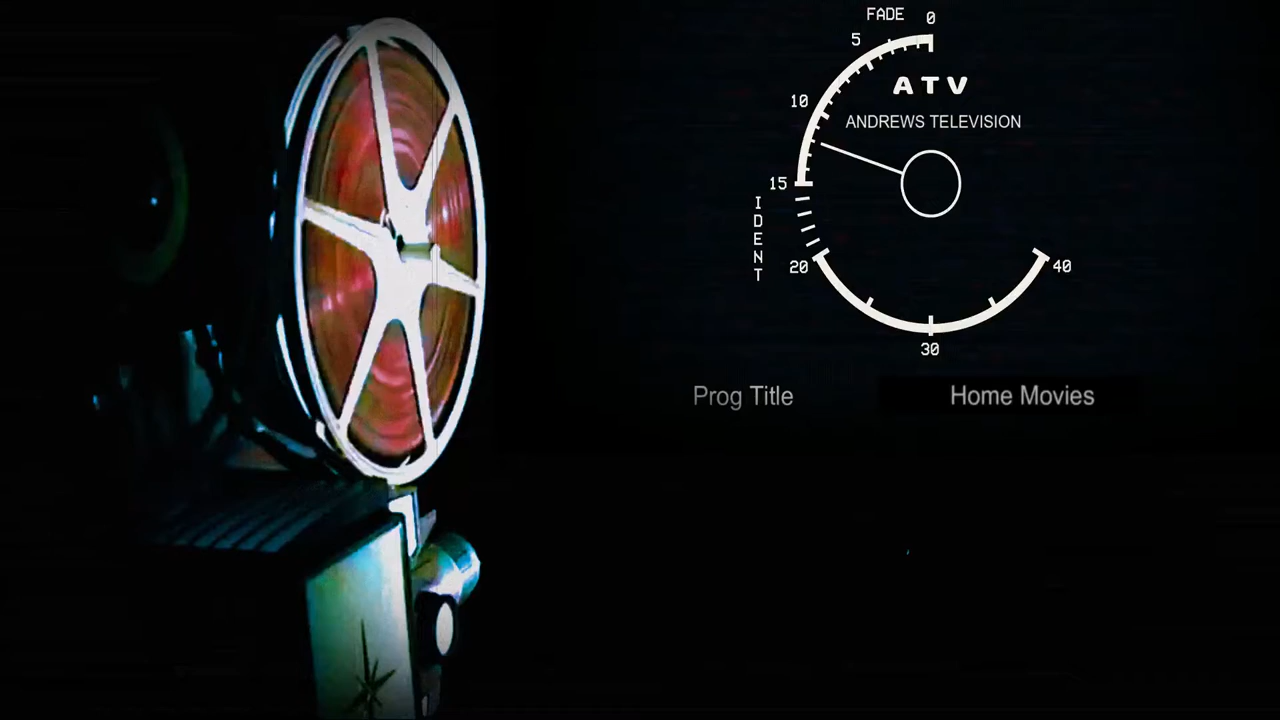 FADE
0
5
ATV
10
ANDREWS TELEVISION
15
IDENT
20
40
30
Prog Title Home Movies